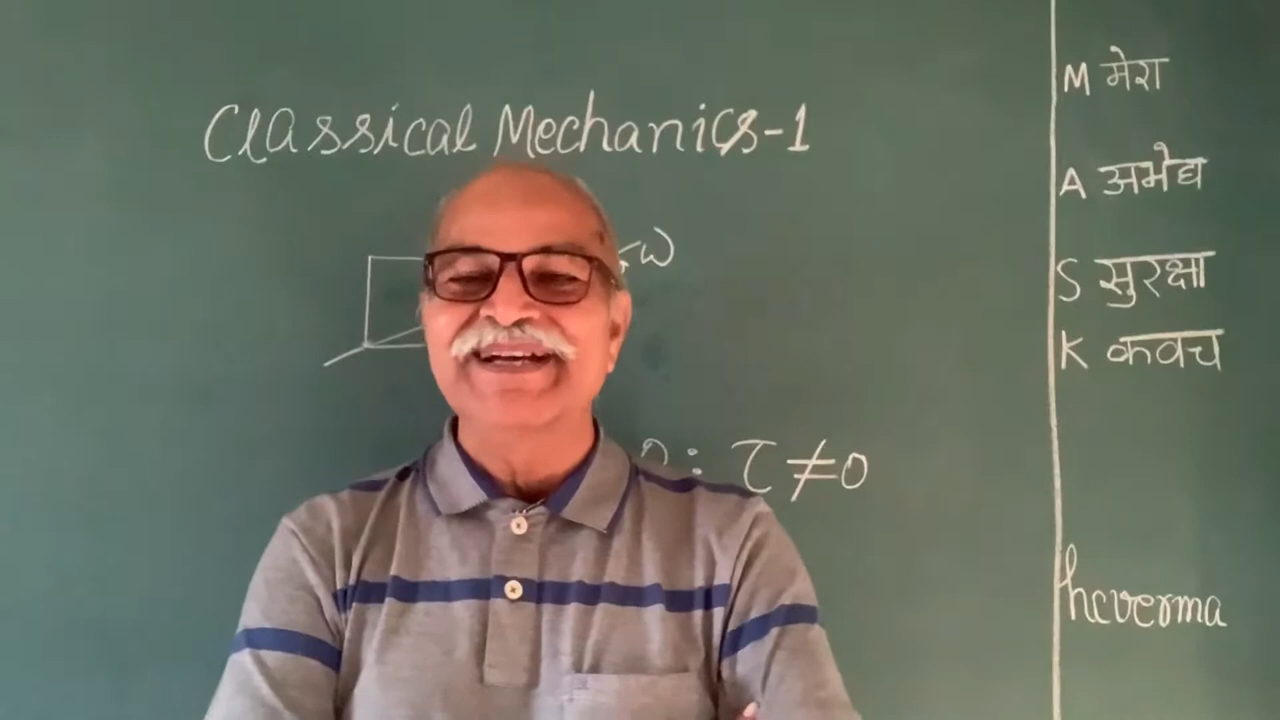 Classical Mechanics-1
ω
: τ ≠ 0
M मेरा
A अभेद्य
S सुरक्षा
K कवच
hcverma